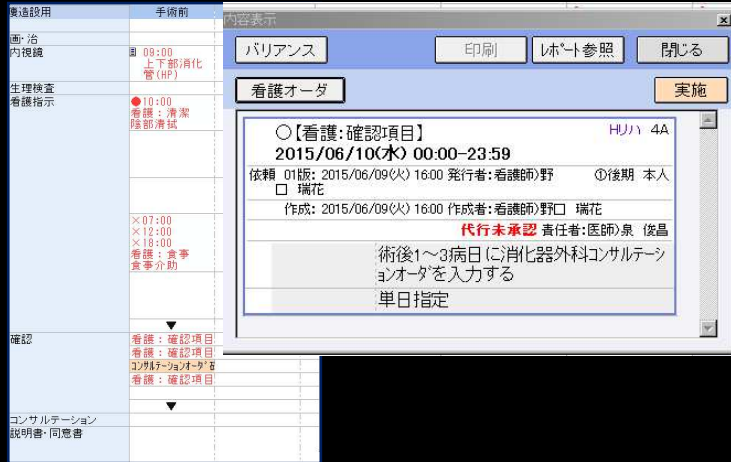 瘻造設用 手術前
画・治
内視鏡 09:00
上下部消化
管(HP)
生理検査
看護指示 ●10:00
看護:清潔
陰部清拭
×07:00
×12:00
×18:00
看護:食事
食事介助
▼
確認 看護:確認項目
看護:確認項目
コンサルテーションオーダ
看護:確認項目
▼
コンサルテーション
説明書・同意書
内容表示
バリアンス 印刷 レポート参照 閉じる
看護オーダ 実施
○【看護:確認項目】 Hリハ 4A
2015/06/10(水) 00:00-23:59
依頼 01版: 2015/06/09(火) 16:00 発行者:看護師)野 ①後期 本人
口 瑞花
作成: 2015/06/09(火) 16:00 作成者:看護師)野口 瑞花
代行未承認 責任者:医師)泉 俊昌
術後1~3病日に消化器外科コンサルテーシ
ョンオーダを入力する
単日指定